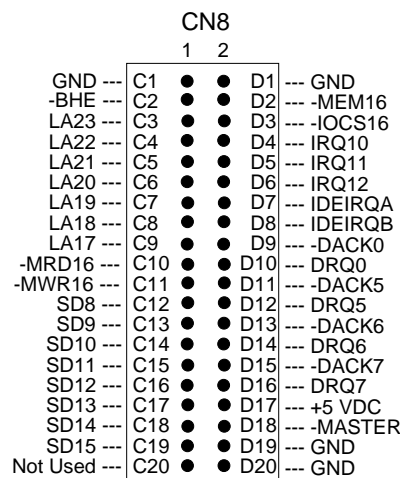 CN8
1 2
GND --- C1 D1 --- GND
-BHE --- C2 D2 --- -MEM16
LA23 --- C3 D3 --- -IOCS16
LA22 --- C4 D4 --- IRQ10
LA21 --- C5 D5 --- IRQ11
LA20 --- C6 D6 --- IRQ12
LA19 --- C7 D7 --- IDEIRQA
LA18 --- C8 D8 --- IDEIRQB
LA17 --- C9 D9 --- -DACK0
-MRD16 --- C10 D10 --- DRQ0
-MWR16 --- C11 D11 --- -DACK5
SD8 --- C12 D12 --- DRQ5
SD9 --- C13 D13 --- -DACK6
SD10 --- C14 D14 --- DRQ6
SD11 --- C15 D15 --- -DACK7
SD12 --- C16 D16 --- DRQ7
SD13 --- C17 D17 --- +5 VDC
SD14 --- C18 D18 --- -MASTER
SD15 --- C19 D19 --- GND
Not Used --- C20 D20 --- GND